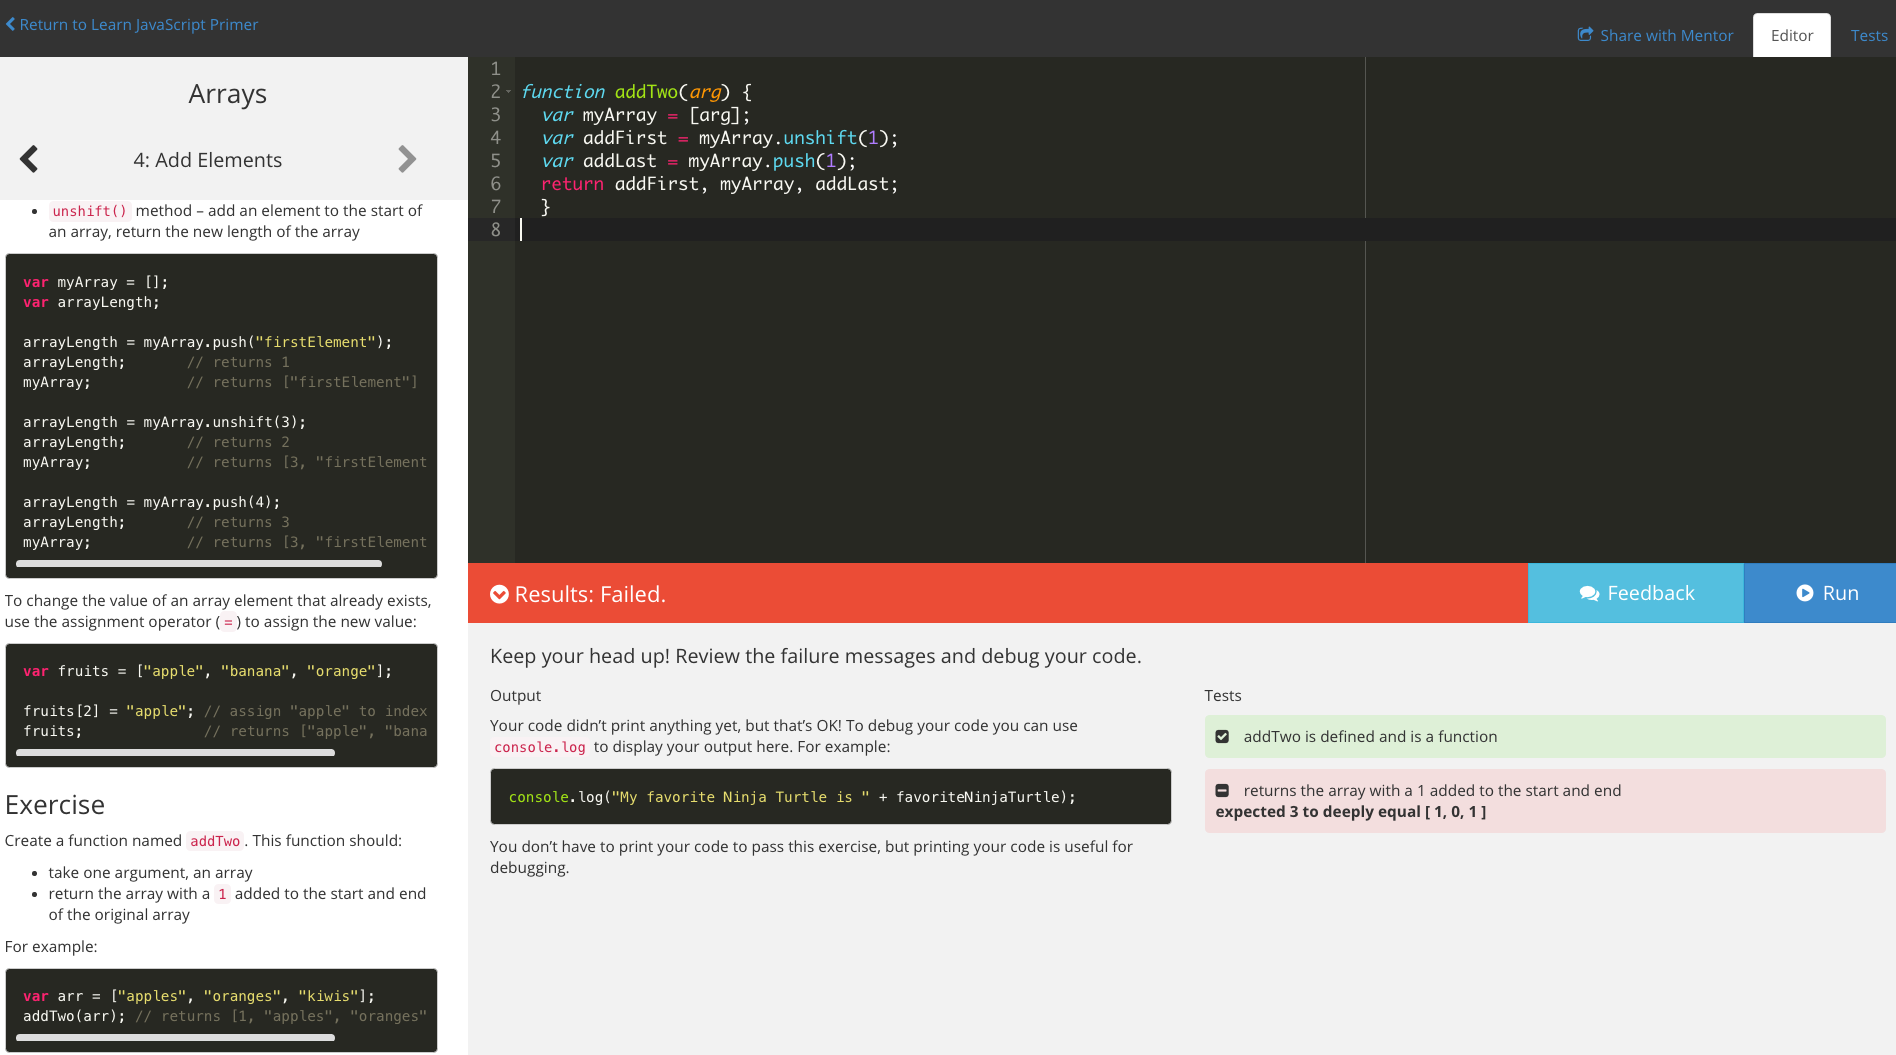 Return to Learn JavaScript Primer
Share with Mentor
Editor
Tests
Arrays
4: Add Elements
unshift() method – add an element to the start of
an array, return the new length of the array
var myArray = [];
var arrayLength;
arrayLength = myArray.push("firstElement");
arrayLength;       // returns 1
myArray;           // returns ["firstElement"]
arrayLength = myArray.unshift(3);
arrayLength;       // returns 2
myArray;           // returns [3, "firstElement
arrayLength = myArray.push(4);
arrayLength;       // returns 3
myArray;           // returns [3, "firstElement
To change the value of an array element that already exists,
use the assignment operator ( = ) to assign the new value:
var fruits = ["apple", "banana", "orange"];
fruits[2] = "apple"; // assign "apple" to index
fruits;              // returns ["apple", "bana
Exercise
Create a function named addTwo . This function should:
• take one argument, an array
• return the array with a 1 added to the start and end
of the original array
For example:
var arr = ["apples", "oranges", "kiwis"];
addTwo(arr); // returns [1, "apples", "oranges"
1
2 function addTwo(arg) {
3   var myArray = [arg];
4   var addFirst = myArray.unshift(1);
5   var addLast = myArray.push(1);
6   return addFirst, myArray, addLast;
7   }
8
Results: Failed.
Feedback
Run
Keep your head up! Review the failure messages and debug your code.
Output
Your code didn’t print anything yet, but that’s OK! To debug your code you can use
console.log to display your output here. For example:
console.log("My favorite Ninja Turtle is " + favoriteNinjaTurtle);
You don’t have to print your code to pass this exercise, but printing your code is useful for
debugging.
Tests
addTwo is defined and is a function
returns the array with a 1 added to the start and end
expected 3 to deeply equal [ 1, 0, 1 ]